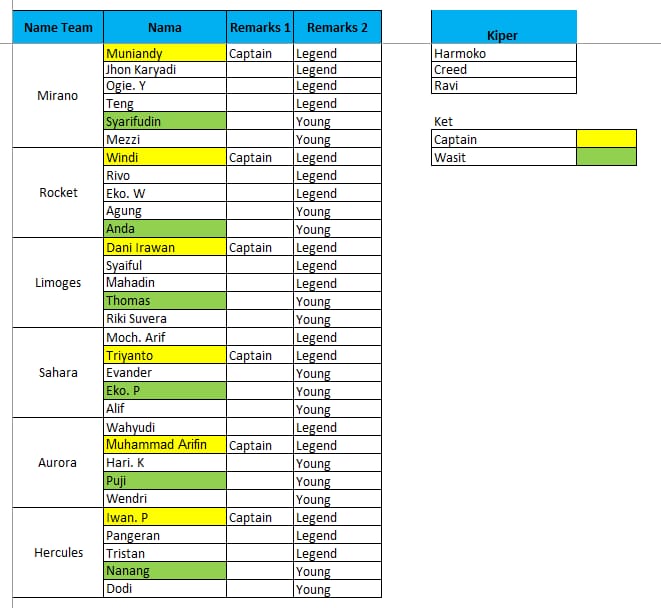 Name Team Nama Remarks 1 Remarks 2
Muniandy Captain Legend
Jhon Karyadi Legend
Ogie. Y Legend
Mirano
Teng Legend
Syarifudin Young
Mezzi Young
Windi Captain Legend
Rivo Legend
Rocket Eko. W Legend
Agung Young
Anda Young
Dani Irawan Captain Legend
Syaiful Legend
Limoges Mahadin Legend
Thomas Young
Riki Suvera Young
Moch. Arif Legend
Triyanto Captain Legend
Sahara Evander Young
Eko. P Young
Alif Young
Wahyudi Legend
Muhammad Arifin Captain Legend
Aurora Hari. K Young
Puji Young
Wendri Young
Iwan. P Captain Legend
Pangeran Legend
Hercules Tristan Legend
Nanang Young
Dodi Young
Kiper
Harmoko
Creed
Ravi
Ket
Captain
Wasit